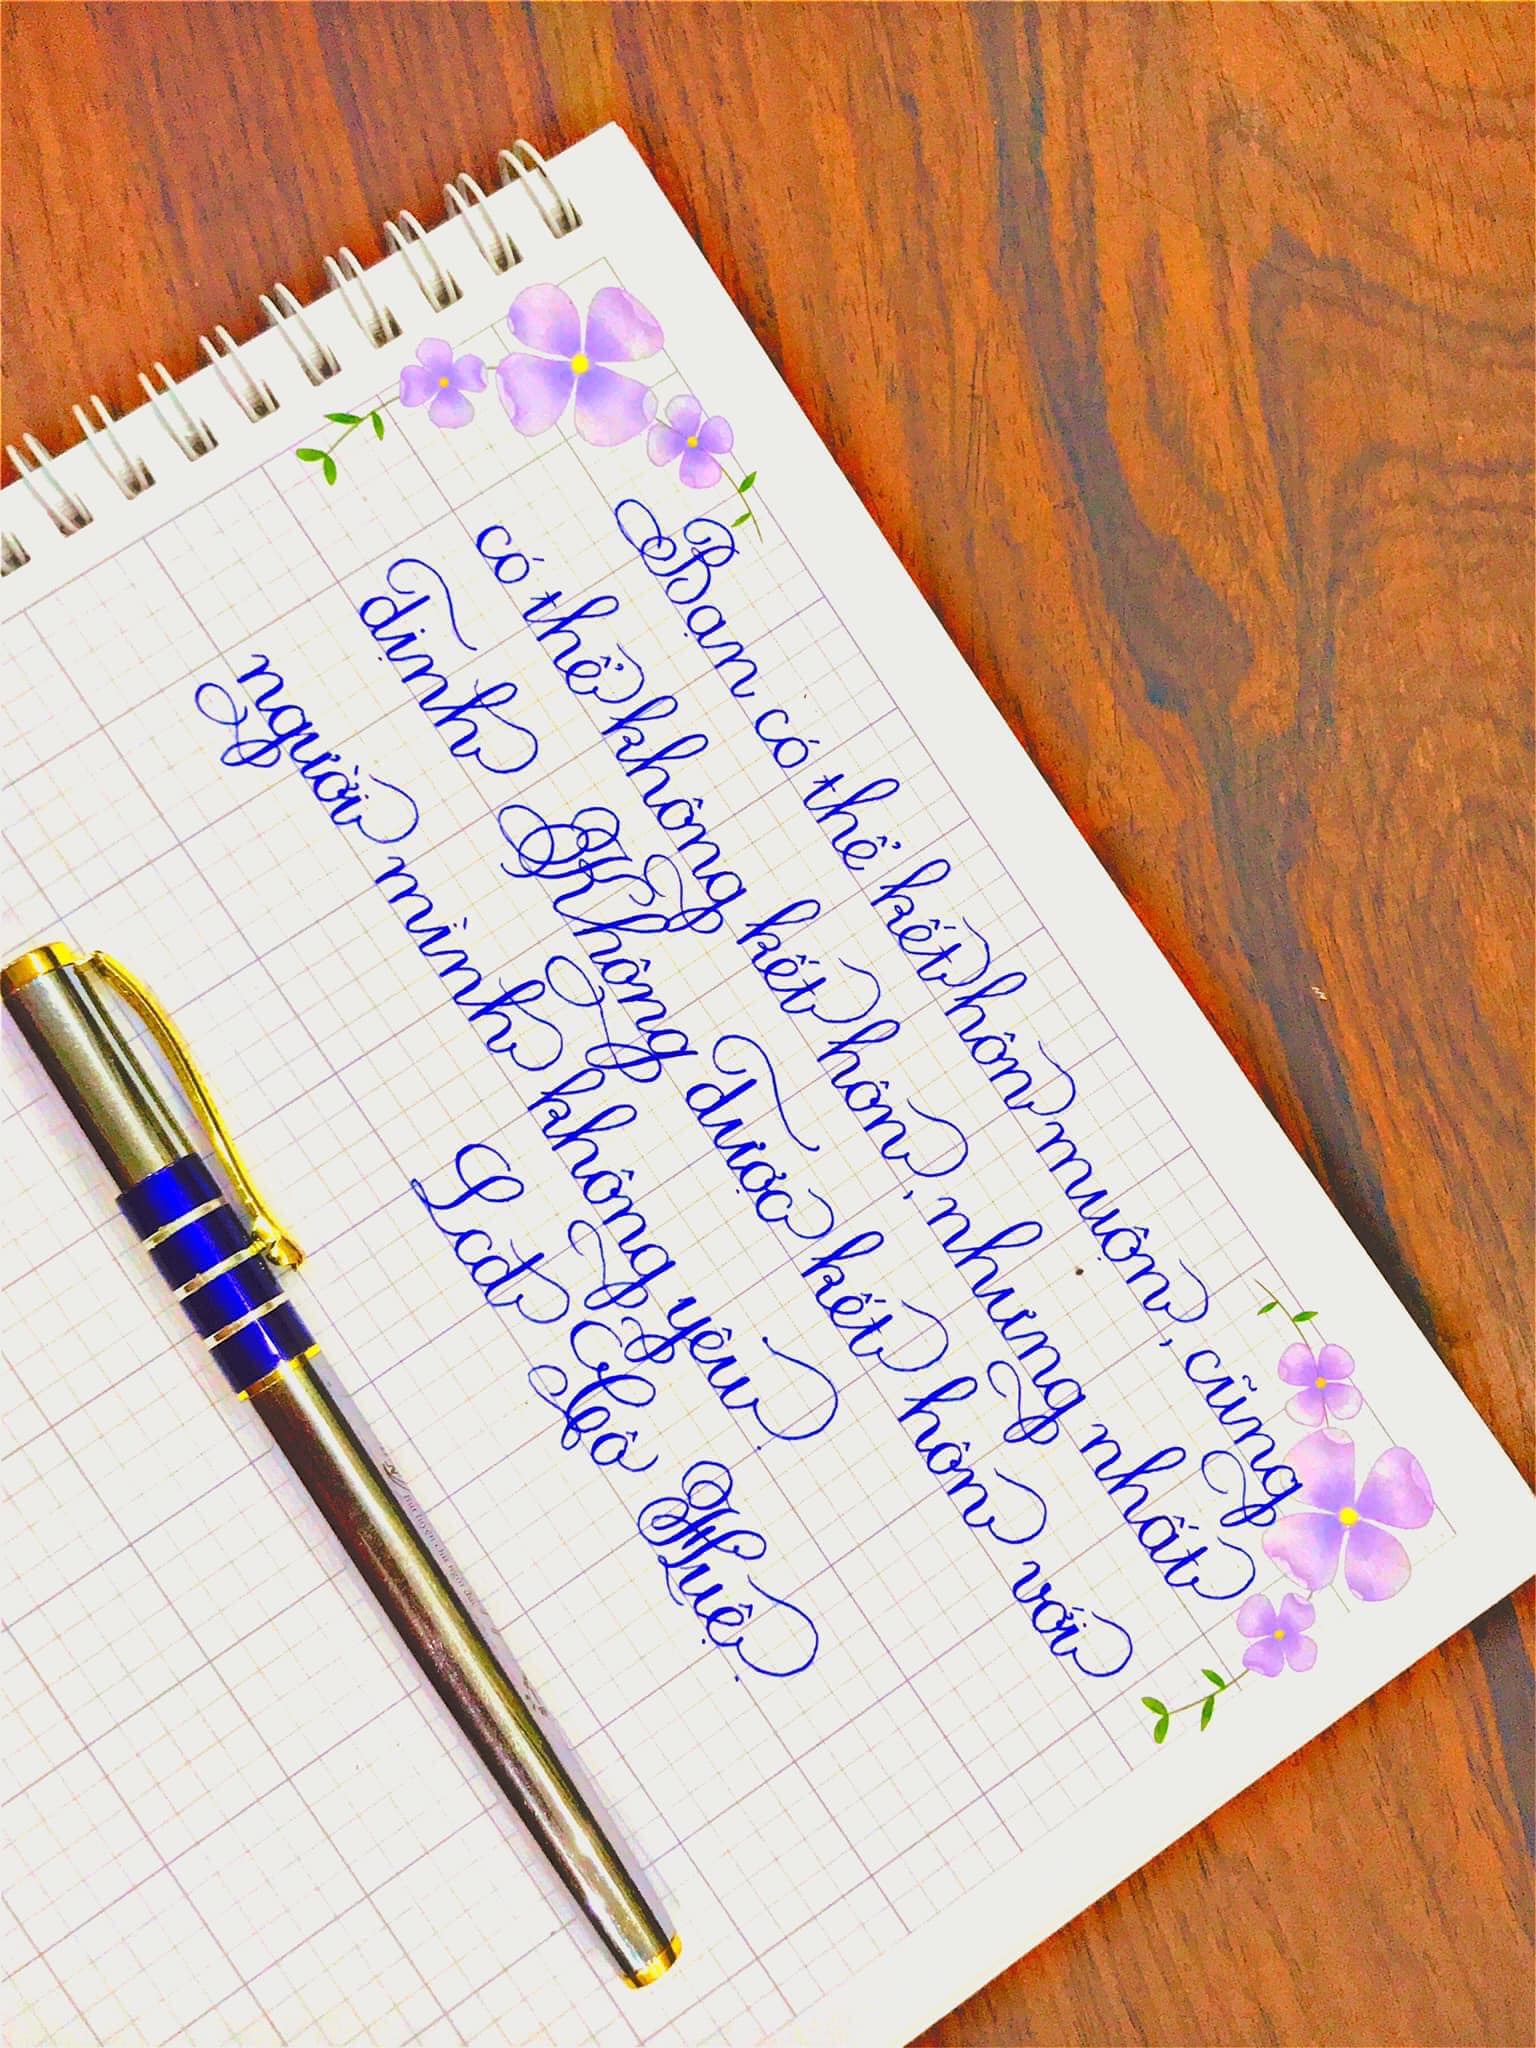 Bạn có thể kết hôn muộn, cũng
có thể không kết hôn, nhưng nhất
định Không được kết hôn với
người mình không yêu.
Lcđ Hồ Huệ.